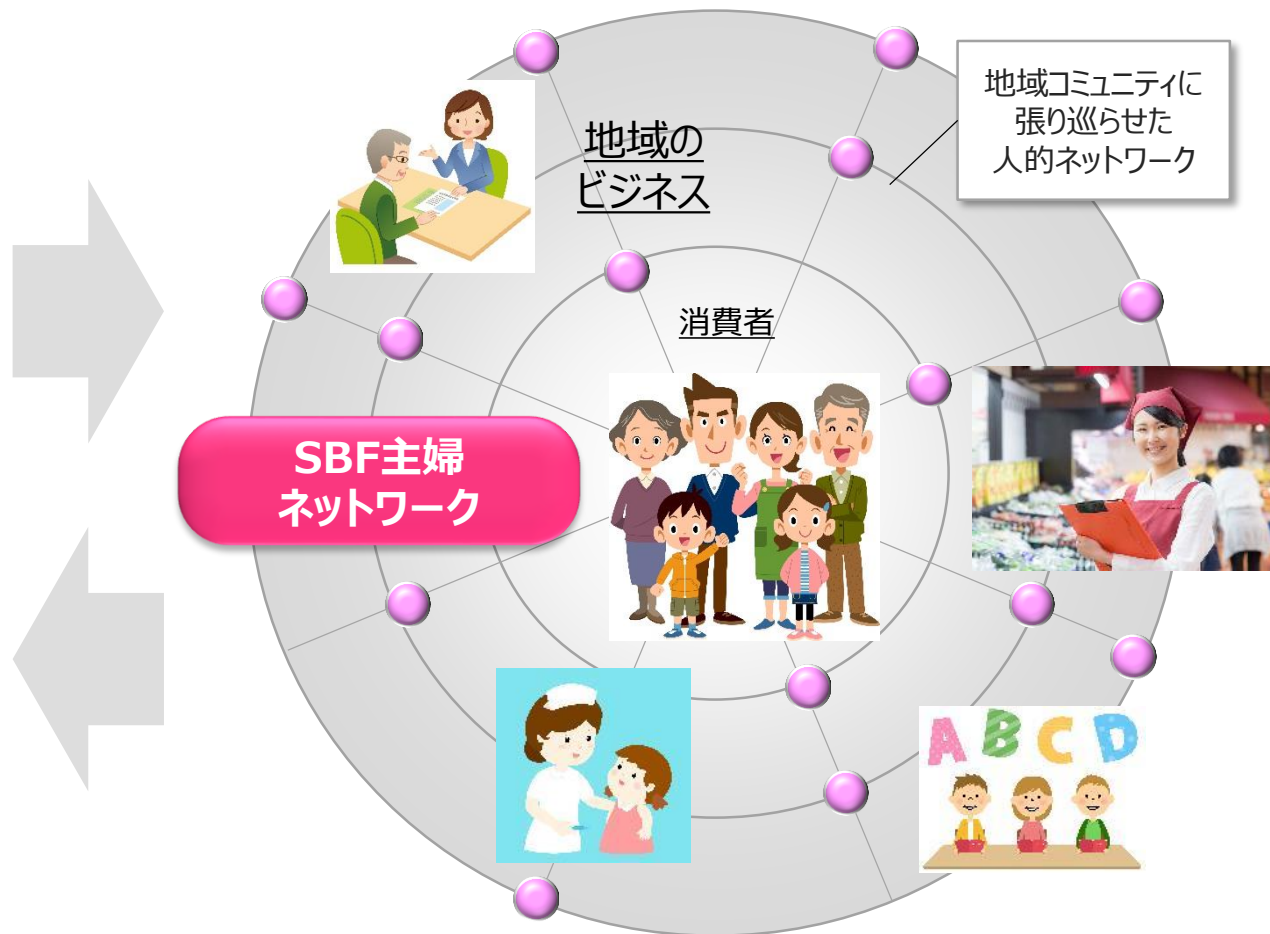 地域コミュニティに
張り巡らせた
人的ネットワーク
地域の
ビジネス
消費者
SBF主婦
ネットワーク
A B C D